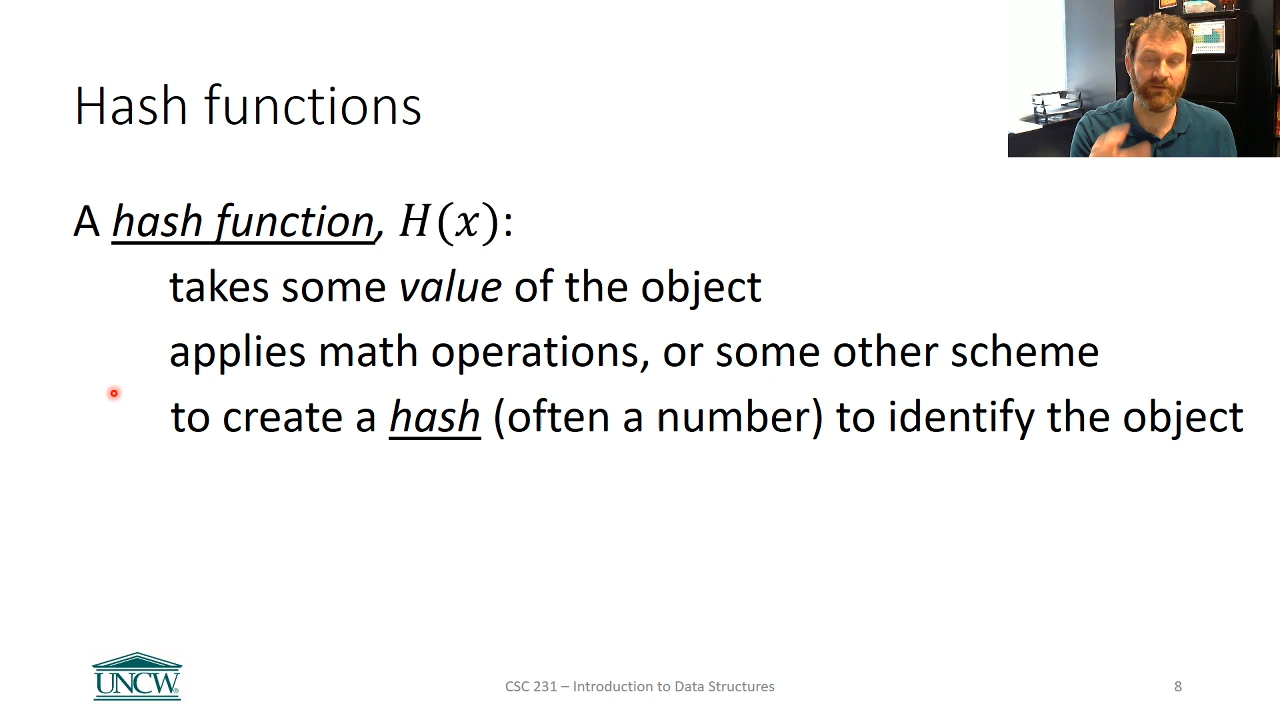 Hash functions
A hash function, H(x):
takes some value of the object
applies math operations, or some other scheme
to create a hash (often a number) to identify the object
UNCW®
CSC 231 – Introduction to Data Structures
8